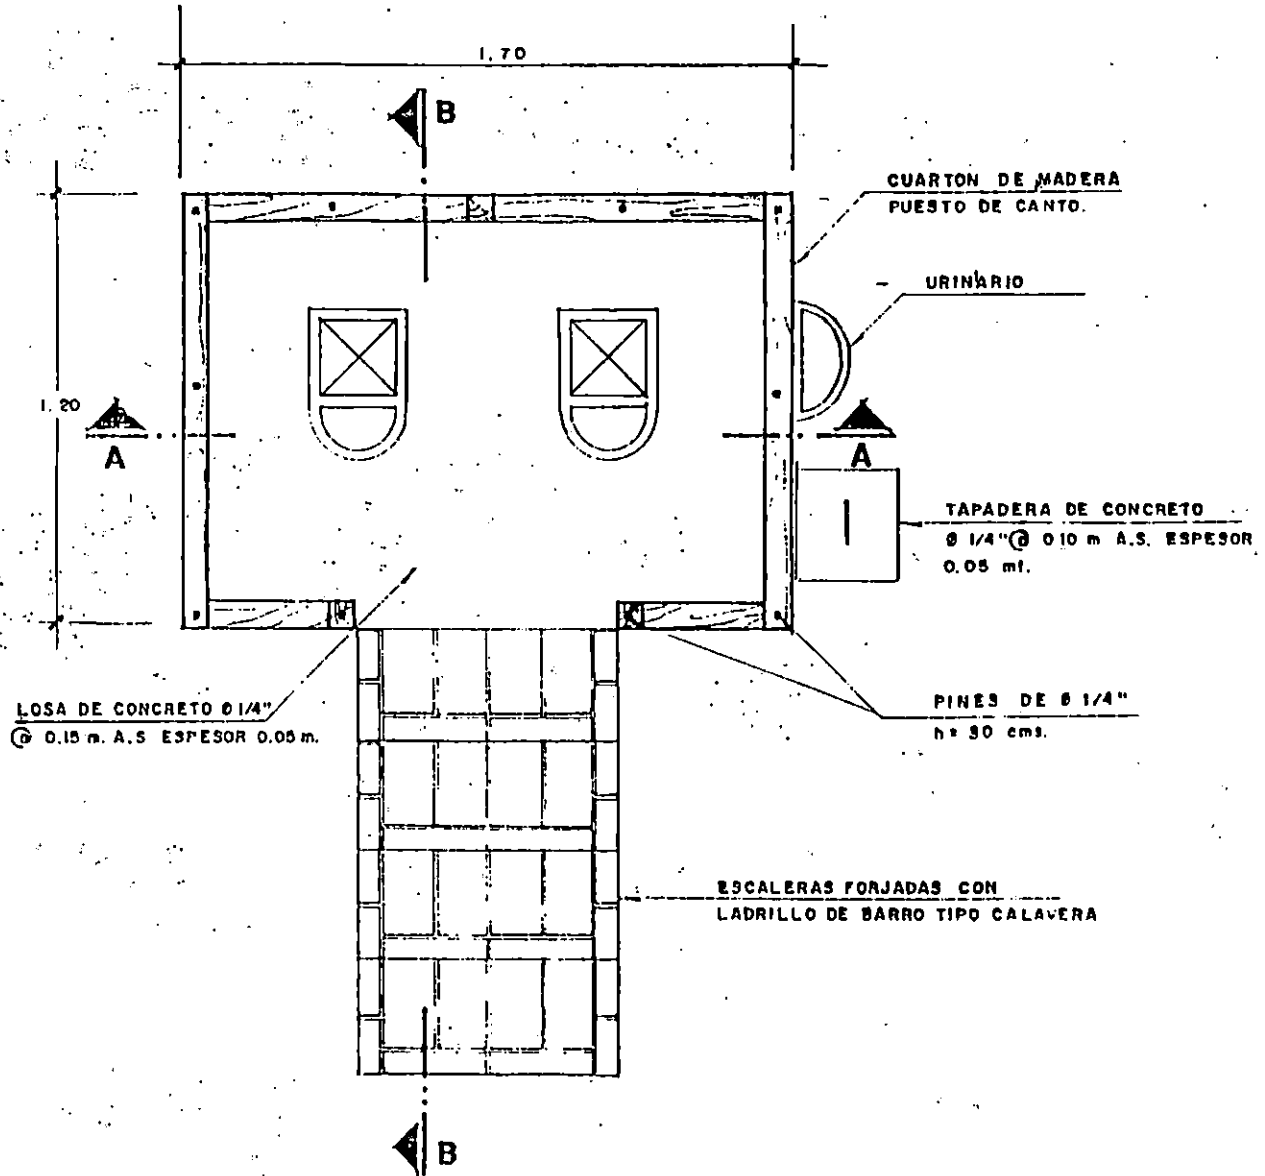 1.70
B
CUARTON DE MADERA
PUESTO DE CANTO.
URINARIO
1.20
A
A
TAPADERA DE CONCRETO
Ø 1/4" @ 0.10 m A.S. ESPESOR
0.05 mt.
LOSA DE CONCRETO Ø 1/4"
@ 0.15 m. A.S ESPESOR 0.05 m.
PINES DE Ø 1/4"
h= 30 cms.
ESCALERAS FORJADAS CON
LADRILLO DE BARRO TIPO CALAVERA
B